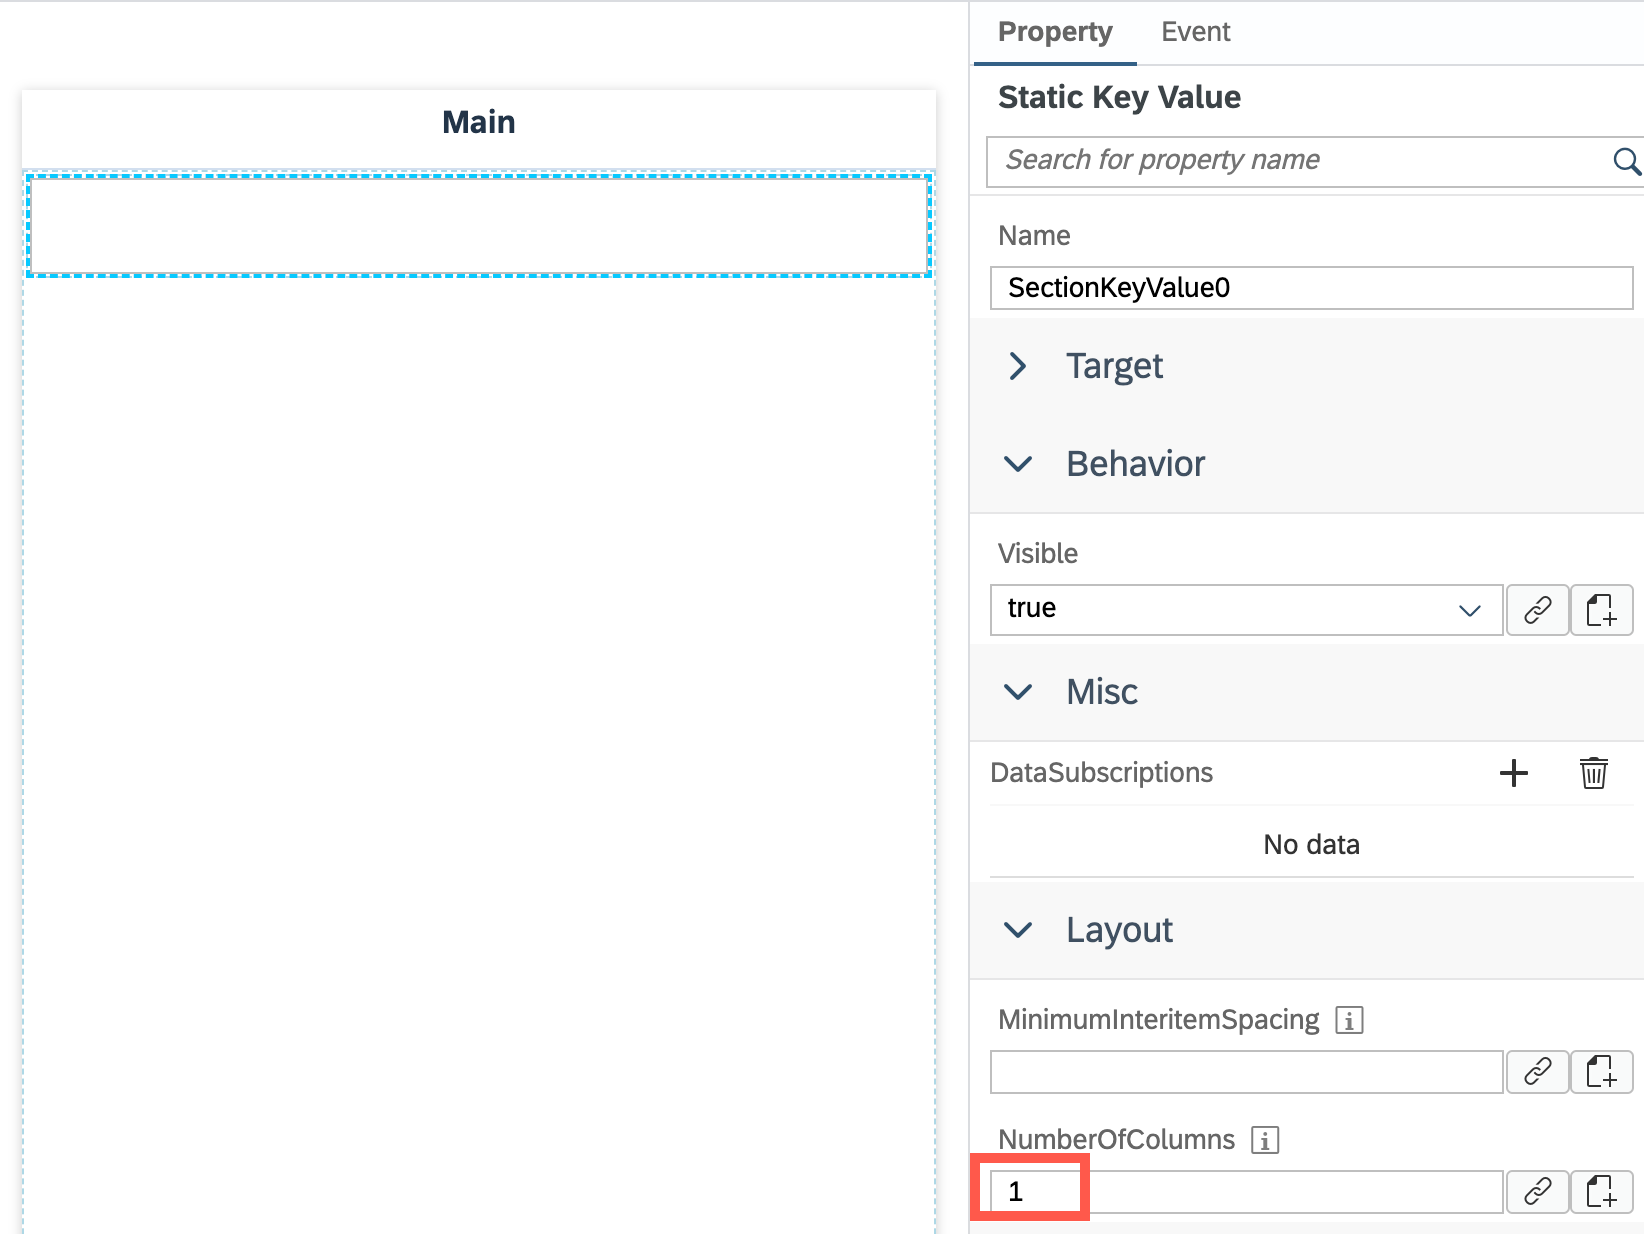 Main
Property Event
Static Key Value
Search for property name
Name
SectionKeyValue0
Target
Behavior
Visible
true
Misc
DataSubscriptions
No data
Layout
MinimumInteritemSpacing i
NumberOfColumns i
1